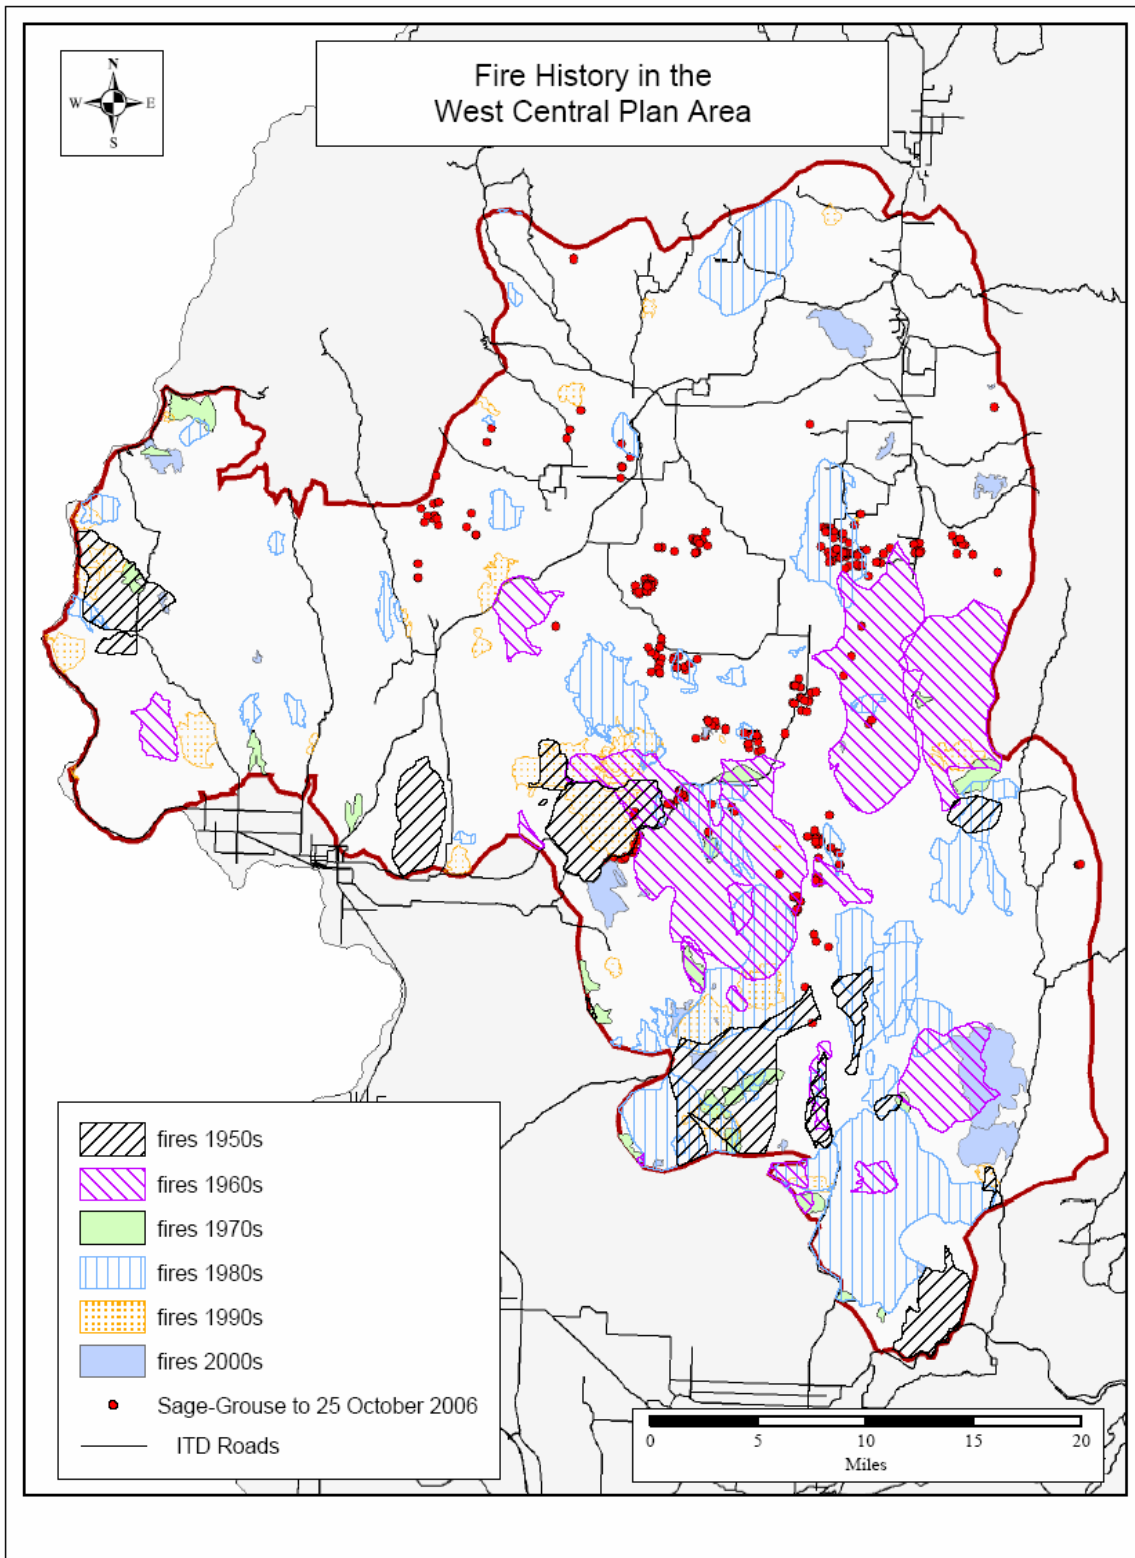 Fire History in the
West Central Plan Area
N
W E
S
fires 1950s
fires 1960s
fires 1970s
fires 1980s
fires 1990s
fires 2000s
Sage-Grouse to 25 October 2006
ITD Roads
0 5 10 15 20
Miles